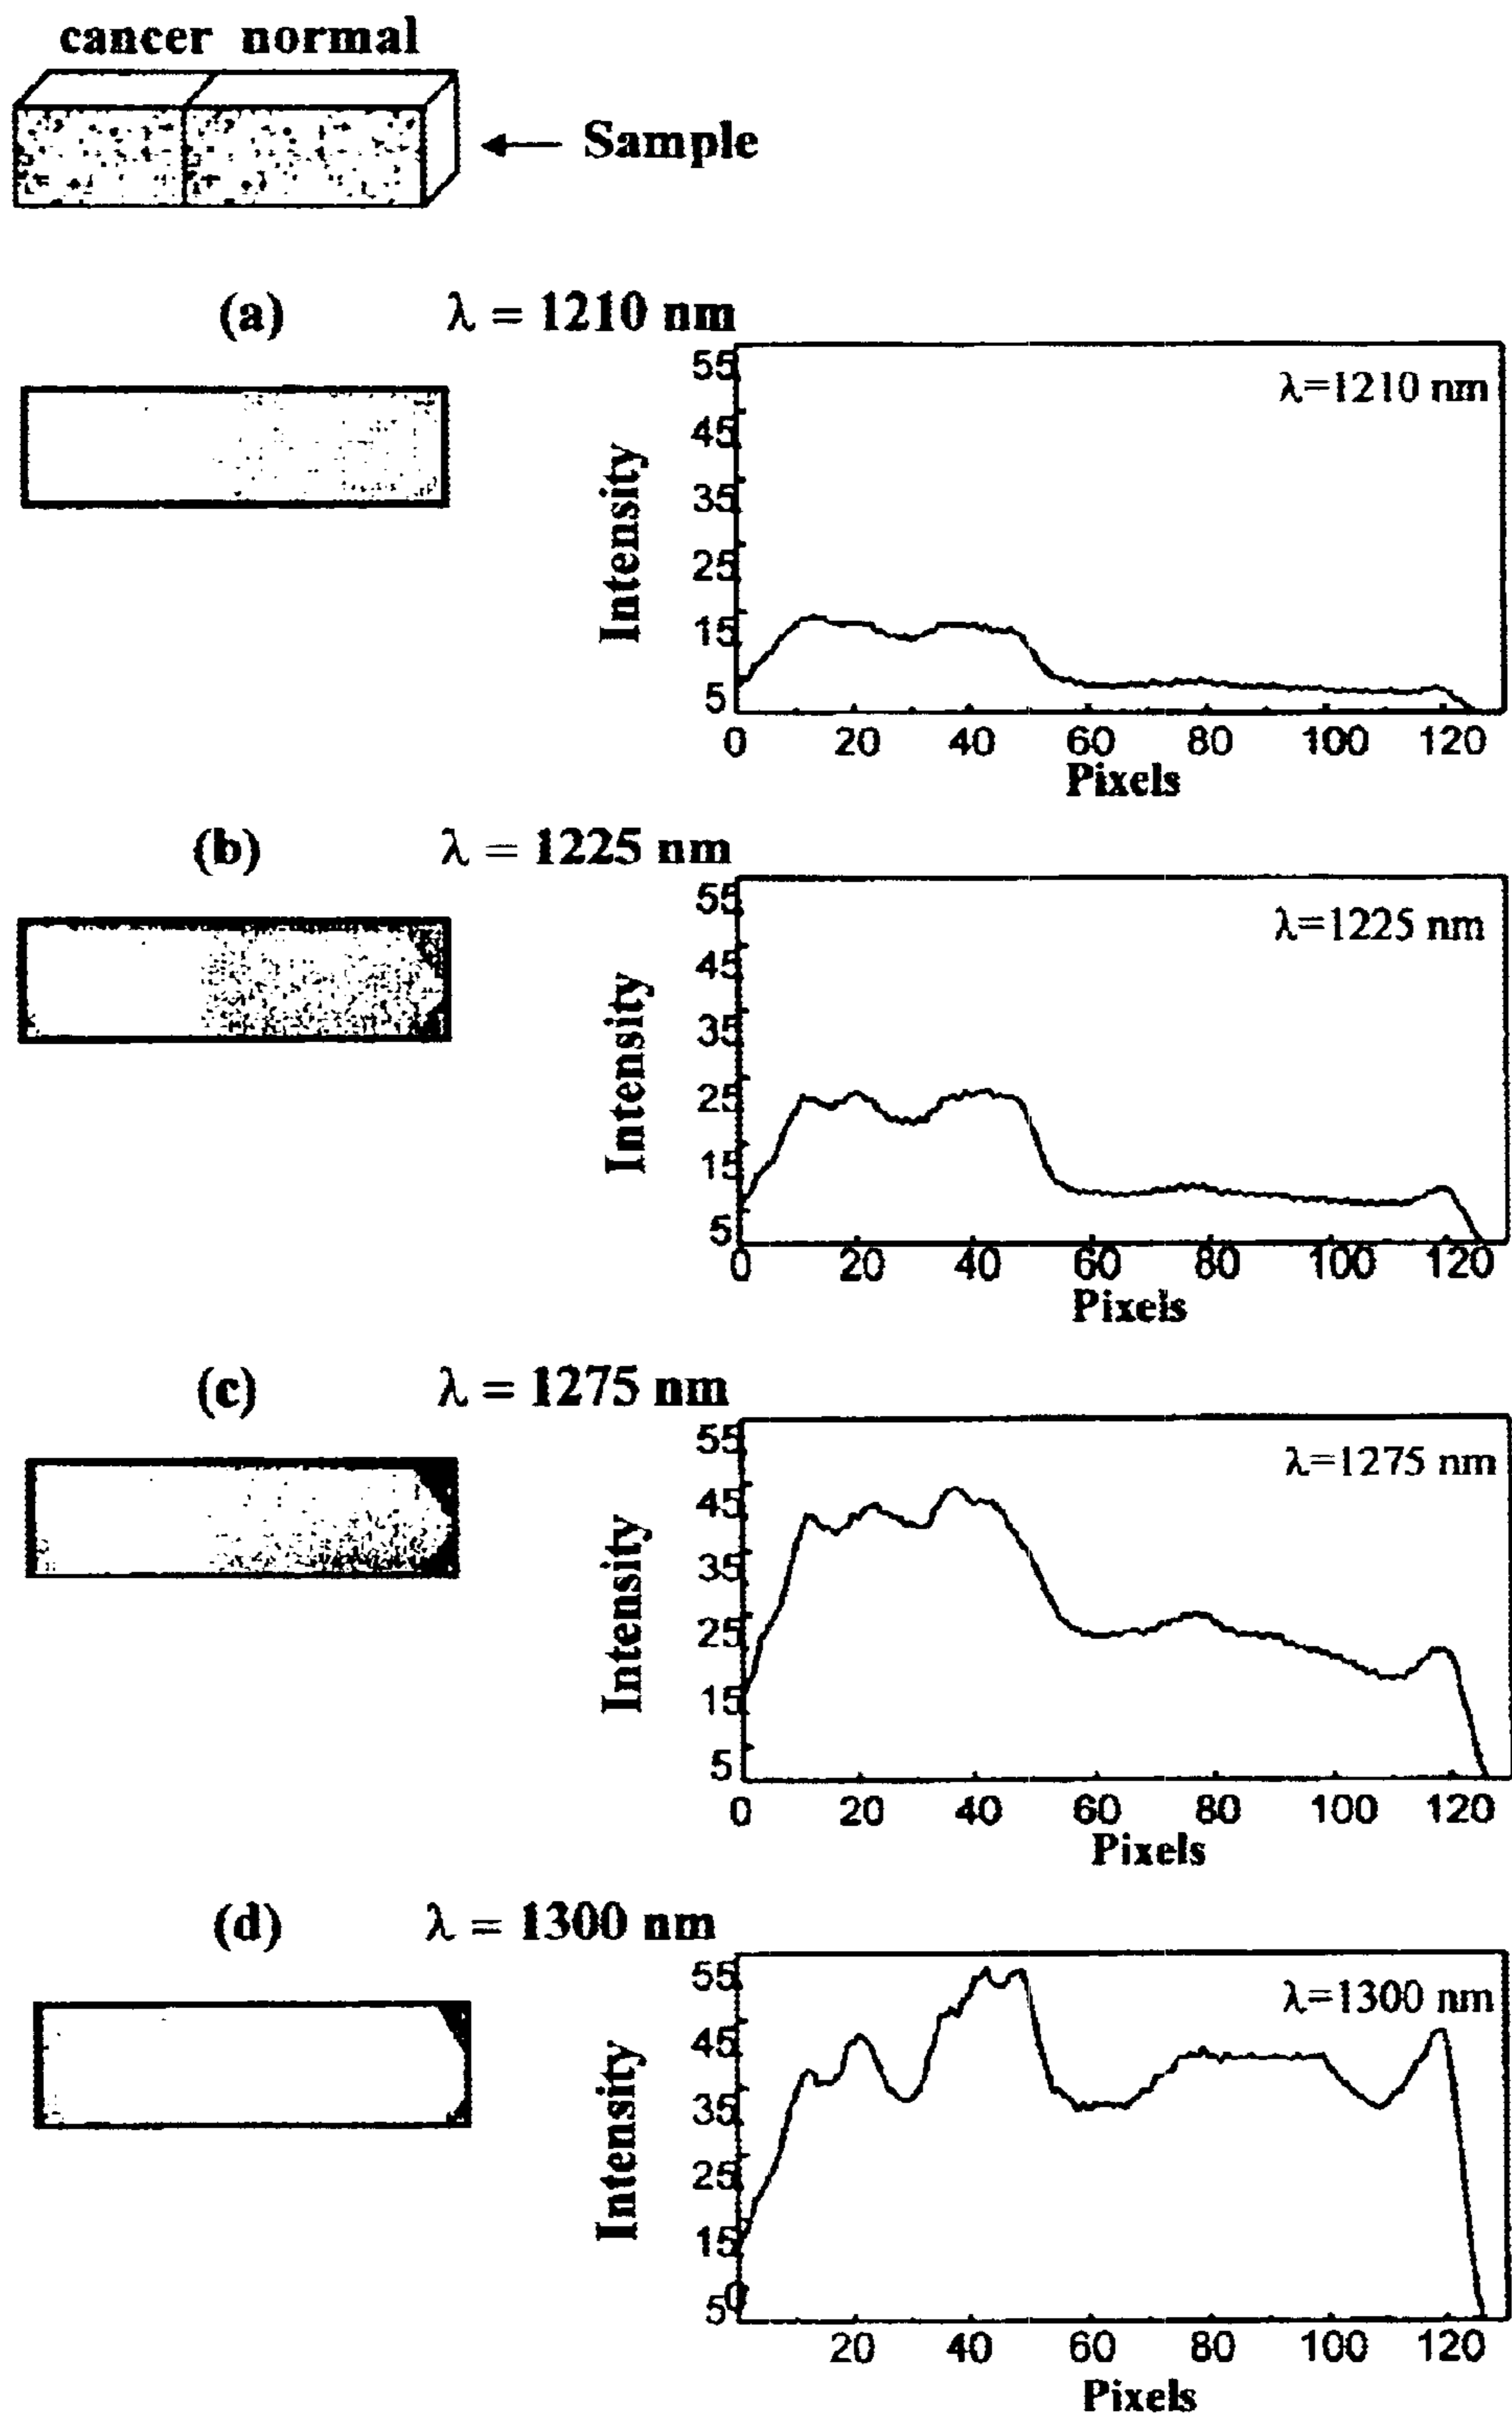 cancer normal
Sample
(a) λ = 1210 nm
55
λ=1210 nm
45
35
25
15
5
Intensity
0 20 40 60 80 100 120
Pixels
(b) λ = 1225 nm
55
λ=1225 nm
45
35
25
15
5
Intensity
0 20 40 60 80 100 120
Pixels
(c) λ = 1275 nm
55
λ=1275 nm
45
35
25
15
5
Intensity
0 20 40 60 80 100 120
Pixels
(d) λ = 1300 nm
55
λ=1300 nm
45
35
25
15
5
0
Intensity
20 40 60 80 100 120
Pixels